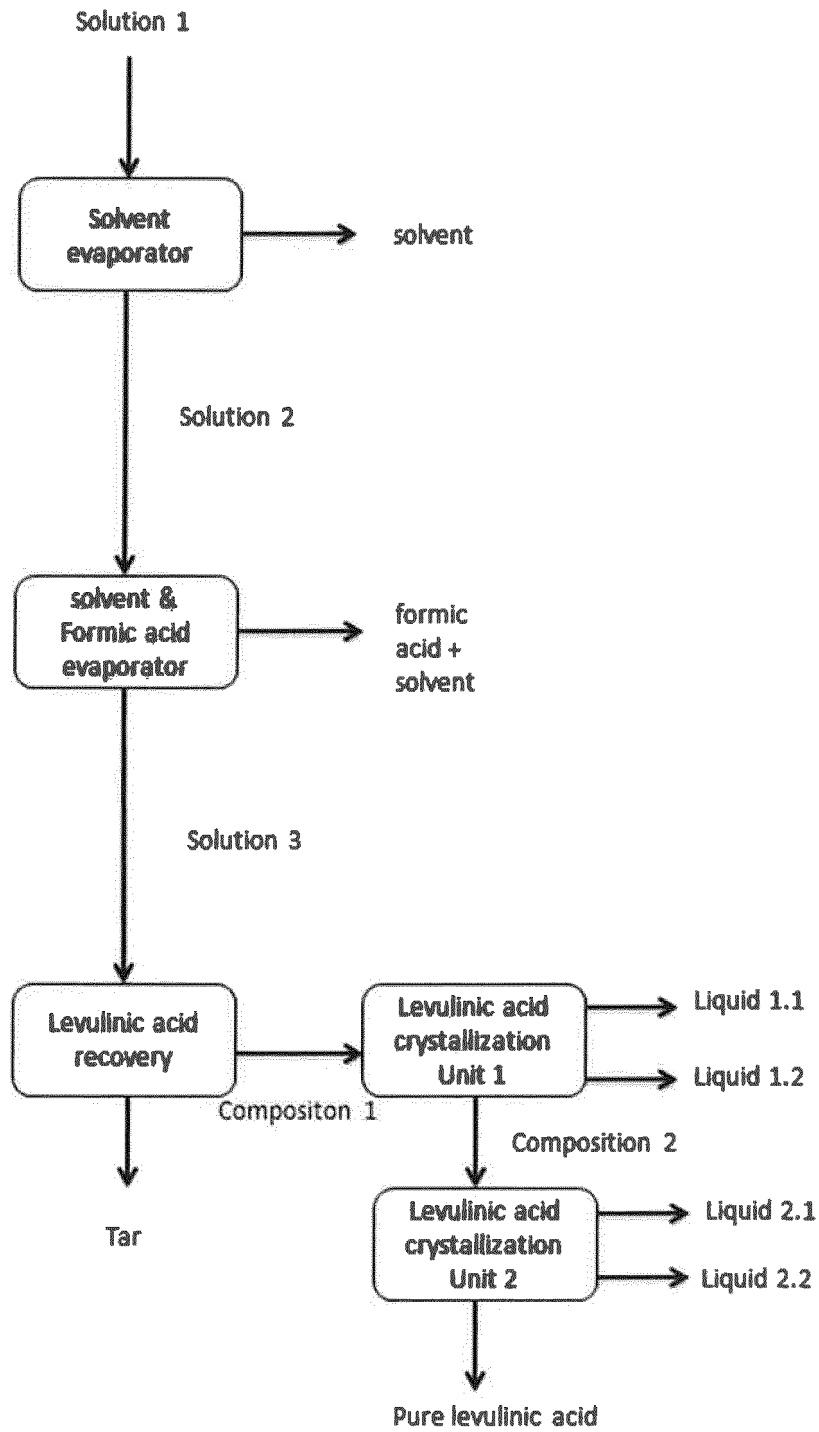 Solution 1
Solvent
evaporator
solvent
Solution 2
solvent &
Formic acid
evaporator
formic
acid +
solvent
Solution 3
Levulinic acid
recovery
Compositon 1
Levulinic acid
crystallization
Unit 1
Liquid 1.1
Liquid 1.2
Composition 2
Tar
Levulinic acid
crystallization
Unit 2
Liquid 2.1
Liquid 2.2
Pure levulinic acid